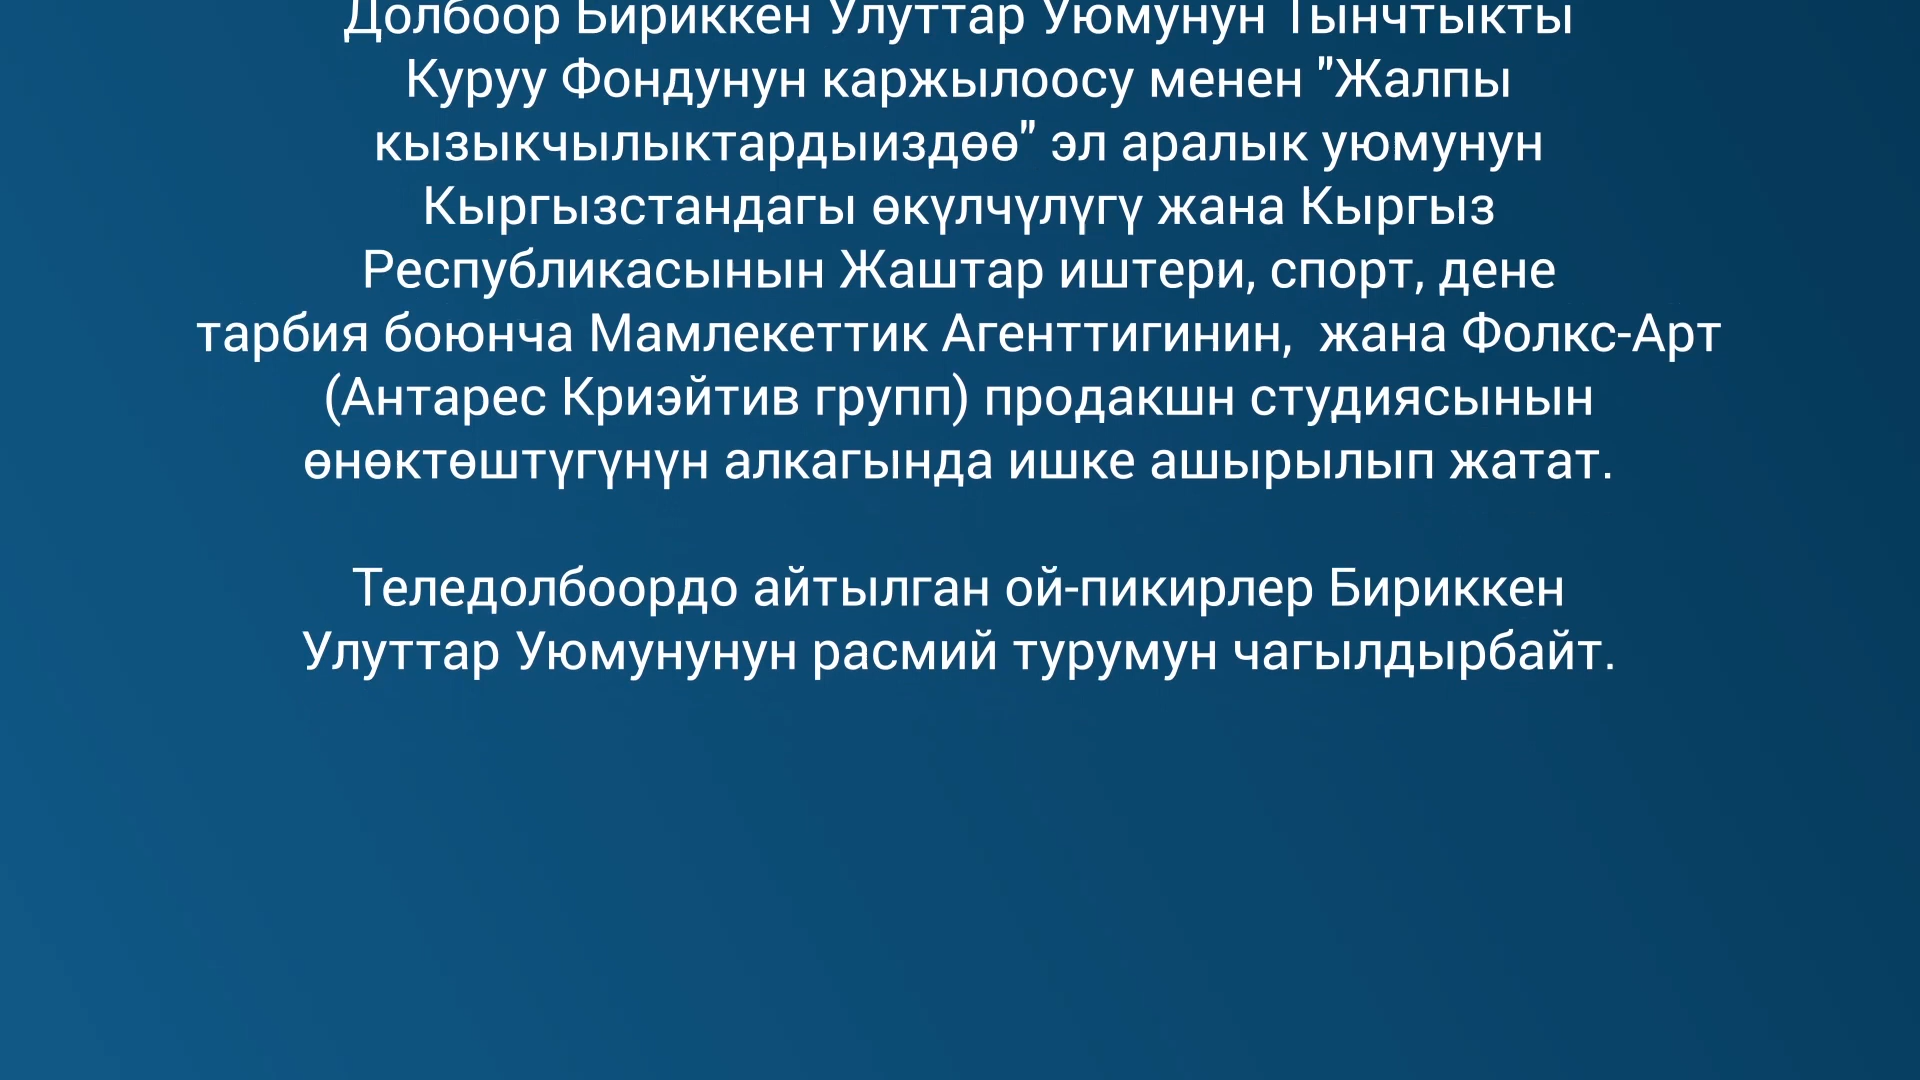 Долбоор Бириккен Улуттар Уюмунун Тынчтыкты
Куруу Фондунун каржылоосу менен "Жалпы
кызыкчылыктардыиздөө" эл аралык уюмунун
Кыргызстандагы өкүлчүлүгү жана Кыргыз
Республикасынын Жаштар иштери, спорт, дене
тарбия боюнча Мамлекеттик Агенттигинин,  жана Фолкс-Арт
(Антарес Криэйтив групп) продакшн студиясынын
өнөктөштүгүнүн алкагында ишке ашырылып жатат.
Теледолбоордо айтылган ой-пикирлер Бириккен
Улуттар Уюмунунун расмий турумун чагылдырбайт.